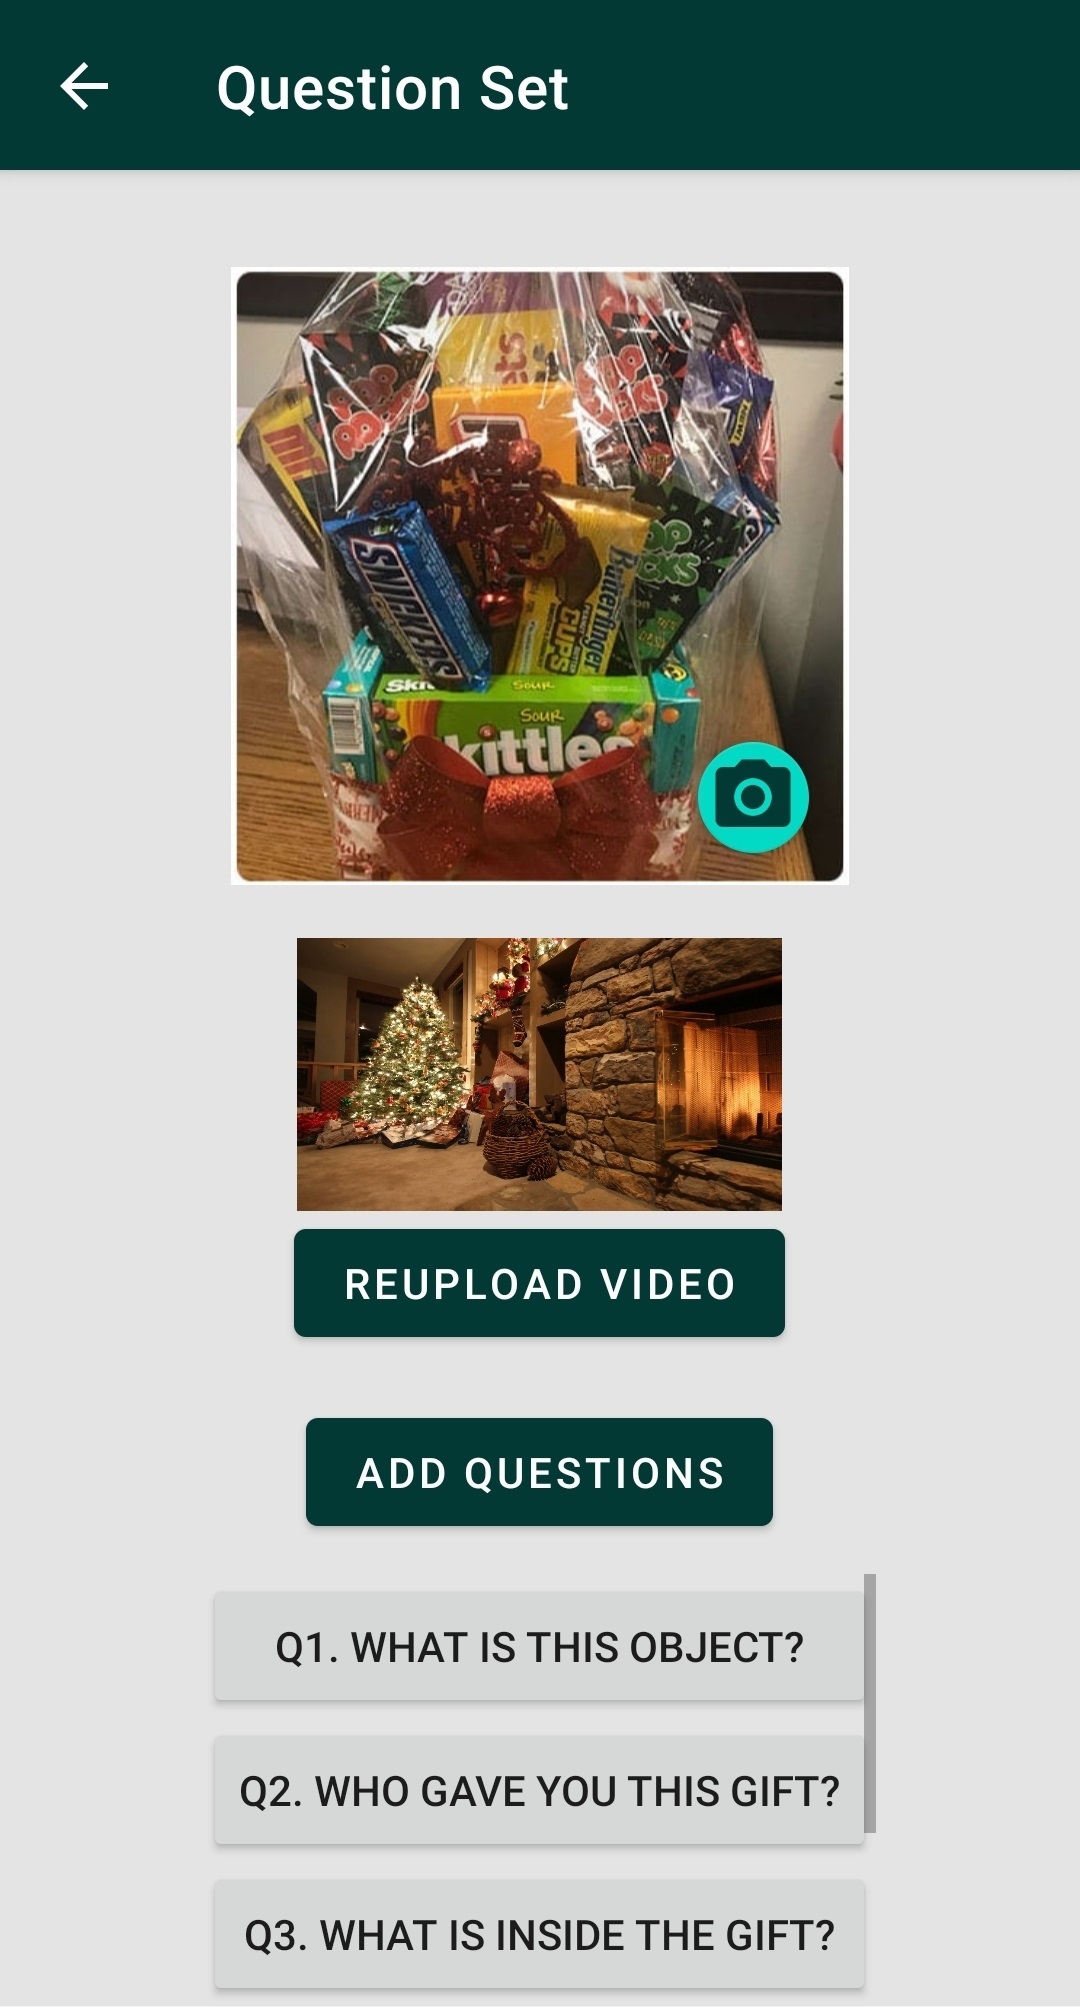 Question Set
SNICKERS
Butterfinger
CUPS
SOUR
SOUR
REUPLOAD VIDEO
ADD QUESTIONS
Q1. WHAT IS THIS OBJECT?
Q2. WHO GAVE YOU THIS GIFT?
Q3. WHAT IS INSIDE THE GIFT?